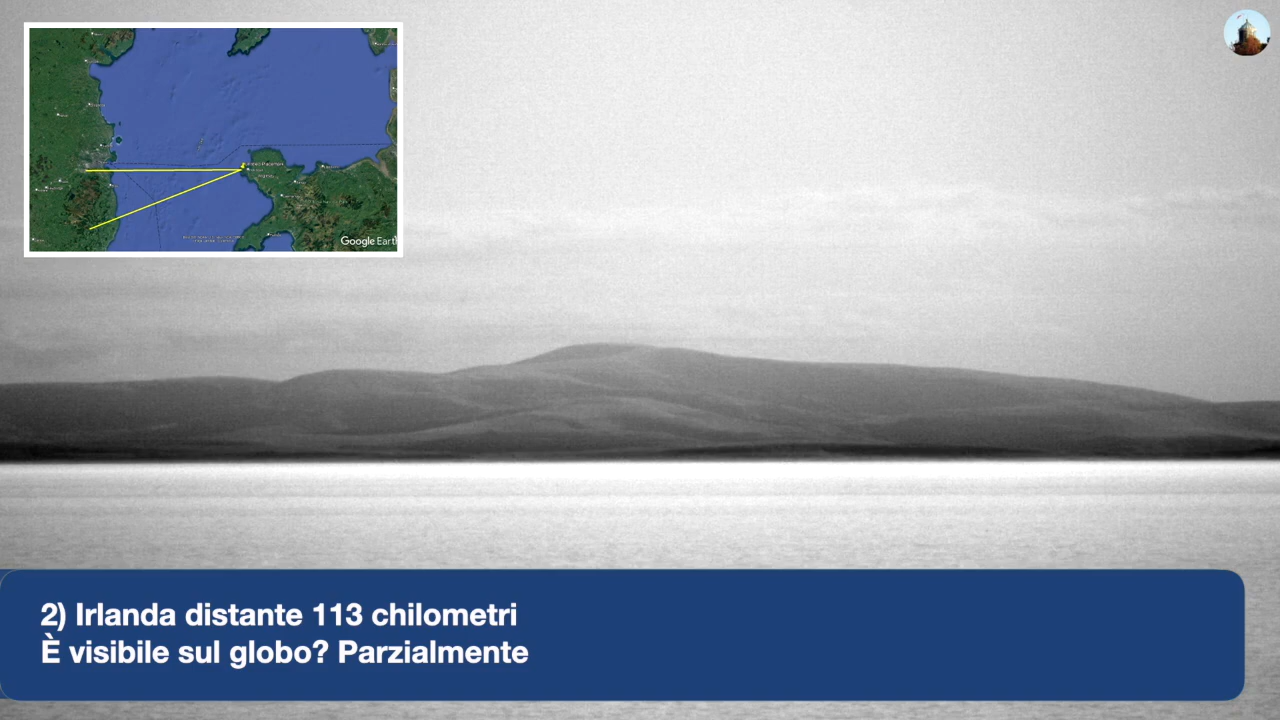 Google Earth
2) Irlanda distante 113 chilometri
È visibile sul globo? Parzialmente